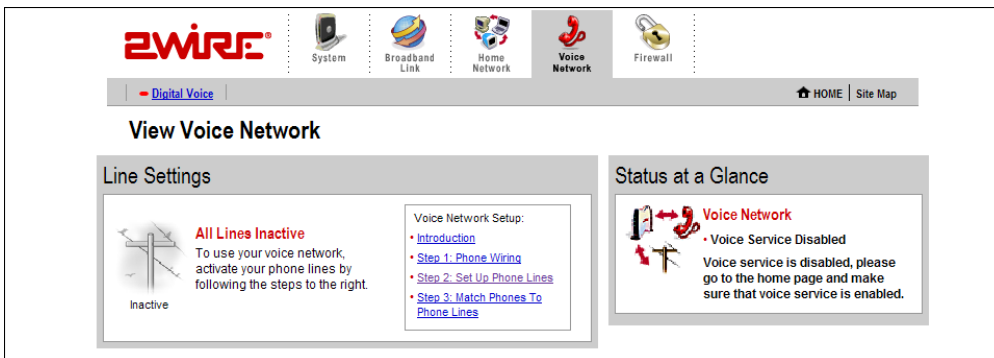 2WIRE®
System
Broadband
Link
Home
Network
Voice
Network
Firewall
Digital Voice
HOME | Site Map
View Voice Network
Line Settings
All Lines Inactive
To use your voice network,
activate your phone lines by
following the steps to the right.
Inactive
Voice Network Setup:
• Introduction
• Step 1: Phone Wiring
• Step 2: Set Up Phone Lines
• Step 3: Match Phones To
Phone Lines
Status at a Glance
Voice Network
• Voice Service Disabled
Voice service is disabled, please
go to the home page and make
sure that voice service is enabled.